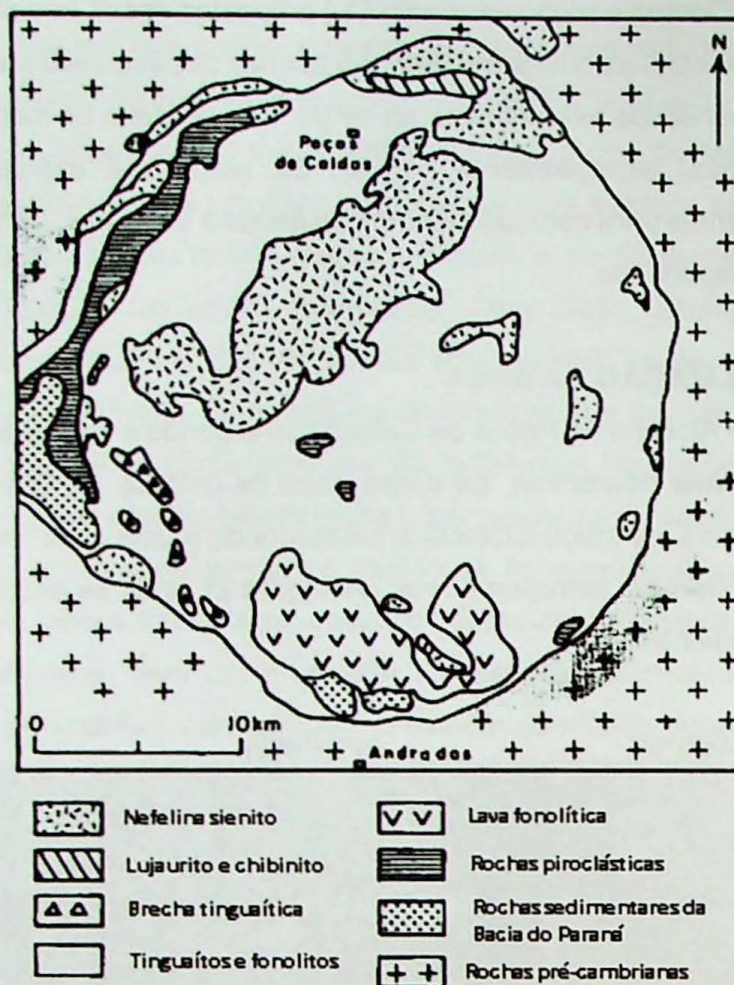 N
Poços
de Caldas
0
10km
Andradas
Nefelina sienito
Lujaurito e chibinito
Brecha tinguaítica
Tinguaítos e fonolitos
Lava fonolítica
Rochas piroclásticas
Rochas sedimentares da
Bacia do Paraná
Rochas pré-cambrianas